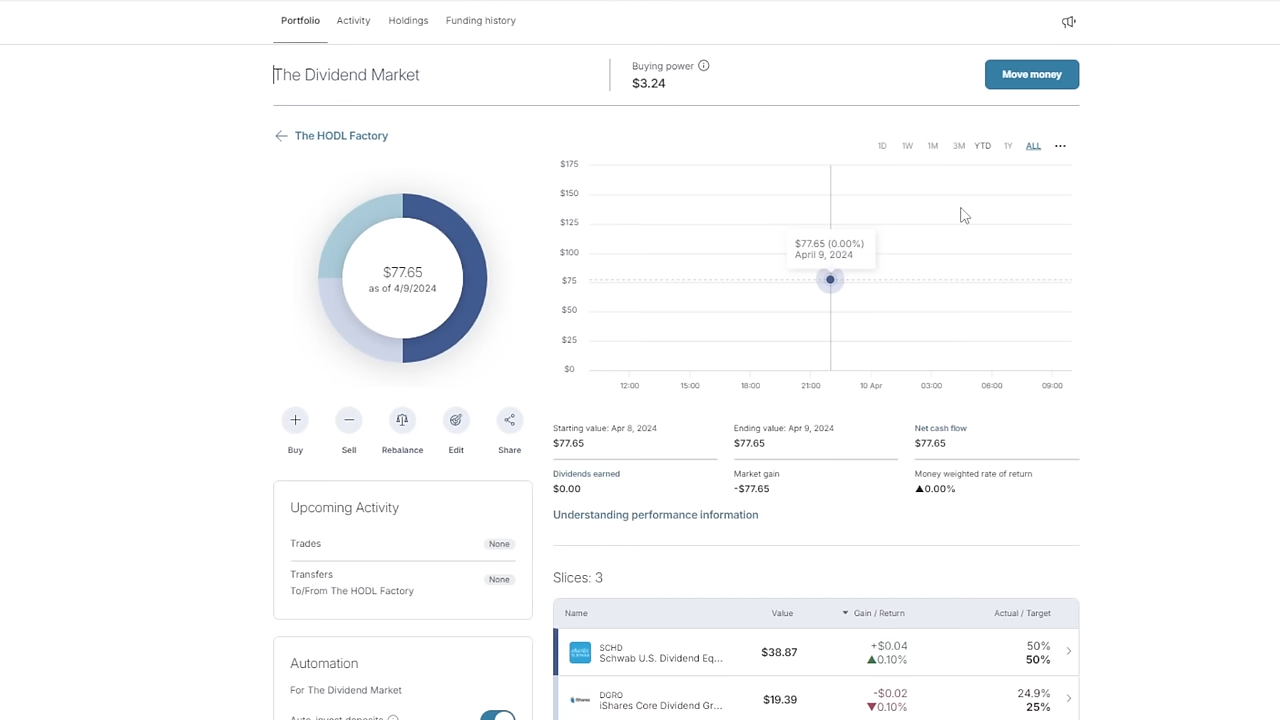 Portfolio Activity Holdings Funding history
The Dividend Market
Buying power
$3.24
Move money
The HODL Factory
1D 1W 1M 3M YTD 1Y ALL
$77.65
as of 4/9/2024
Buy Sell Rebalance Edit Share
$175
$150
$125
$100
$75
$50
$25
$0
$77.65 (0.00%)
April 9, 2024
12:00 15:00 18:00 21:00 10 Apr 03:00 06:00 09:00
Starting value: Apr 8, 2024
$77.65
Ending value: Apr 9, 2024
$77.65
Net cash flow
$77.65
Dividends earned
$0.00
Market gain
-$77.65
Money weighted rate of return
▲0.00%
Understanding performance information
Upcoming Activity
Trades None
Transfers None
To/From The HODL Factory
Automation
For The Dividend Market
Auto-invest deposits
Slices: 3
Name Value Gain / Return Actual / Target
SCHD
Schwab U.S. Dividend Eq...
$38.87
+$0.04
▲0.10%
50%
50%
iShares
DGRO
iShares Core Dividend Gr...
$19.39
-$0.02
▼0.10%
24.9%
25%